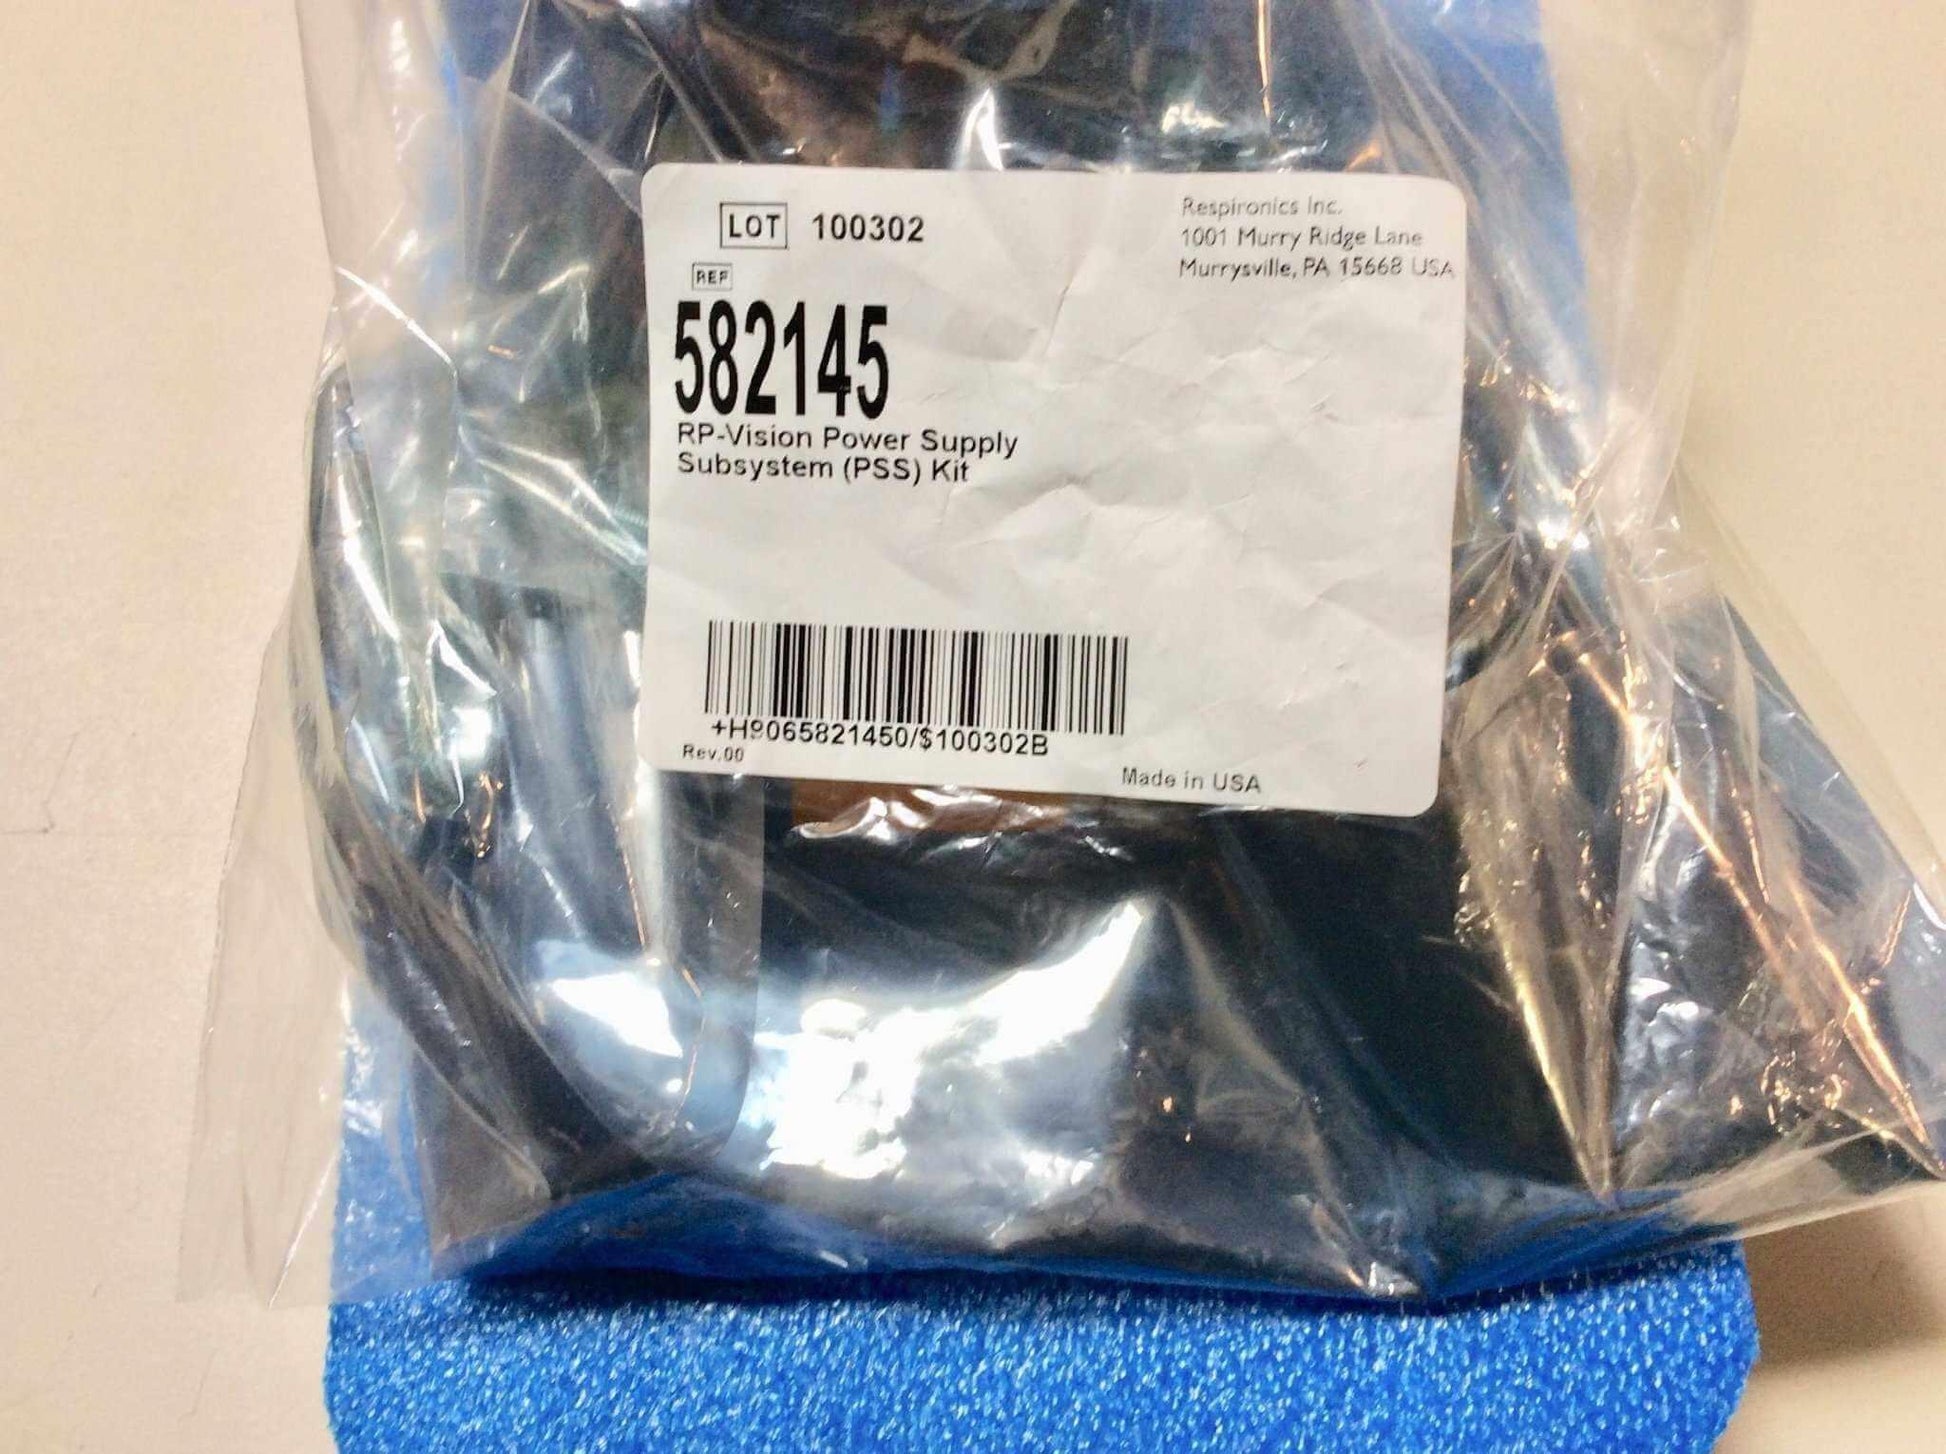 LOT 100302
Respironics Inc.
1001 Murry Ridge Lane
Murrysville, PA 15668 USA
REF
582145
RP-Vision Power Supply
Subsystem (PSS) Kit
+H9065821450/$100302B
Rev.00
Made in USA